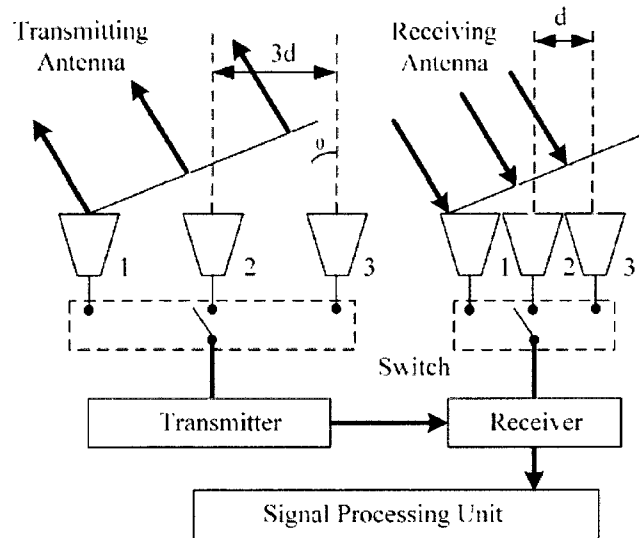 Transmitting
Antenna
3d
Receiving
Antenna
d
θ
1
2
3
1
2
3
Switch
Transmitter
Receiver
Signal Processing Unit